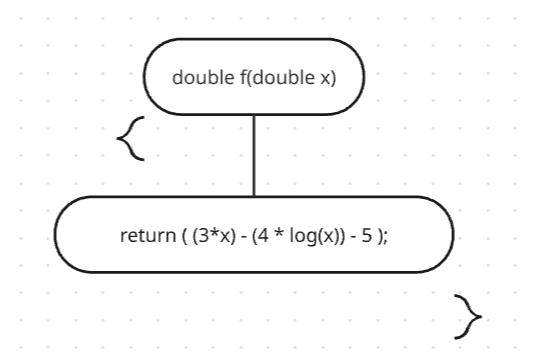 double f(double x)
{
return ( (3*x) - (4 * log(x)) - 5 );
}